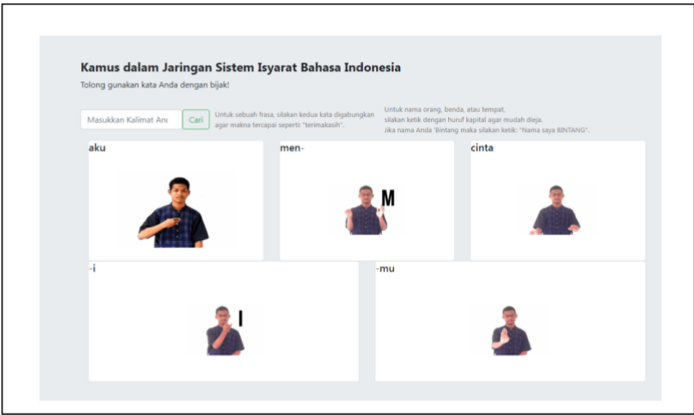 Kamus dalam Jaringan Sistem Isyarat Bahasa Indonesia
Tolong gunakan kata Anda dengan bijak!
Masukkan Kalimat And
Cari
Untuk sebuah frasa, silakan kedua kata digabungkan
agar makna tercapai seperti: "terimakasih".
Untuk nama orang, benda, atau tempat,
silakan ketik dengan huruf kapital agar mudah dieja.
Jika nama Anda 'Bintang maka silakan ketik: "Nama saya BINTANG".
aku
men-
cinta
M
-i
-mu
I